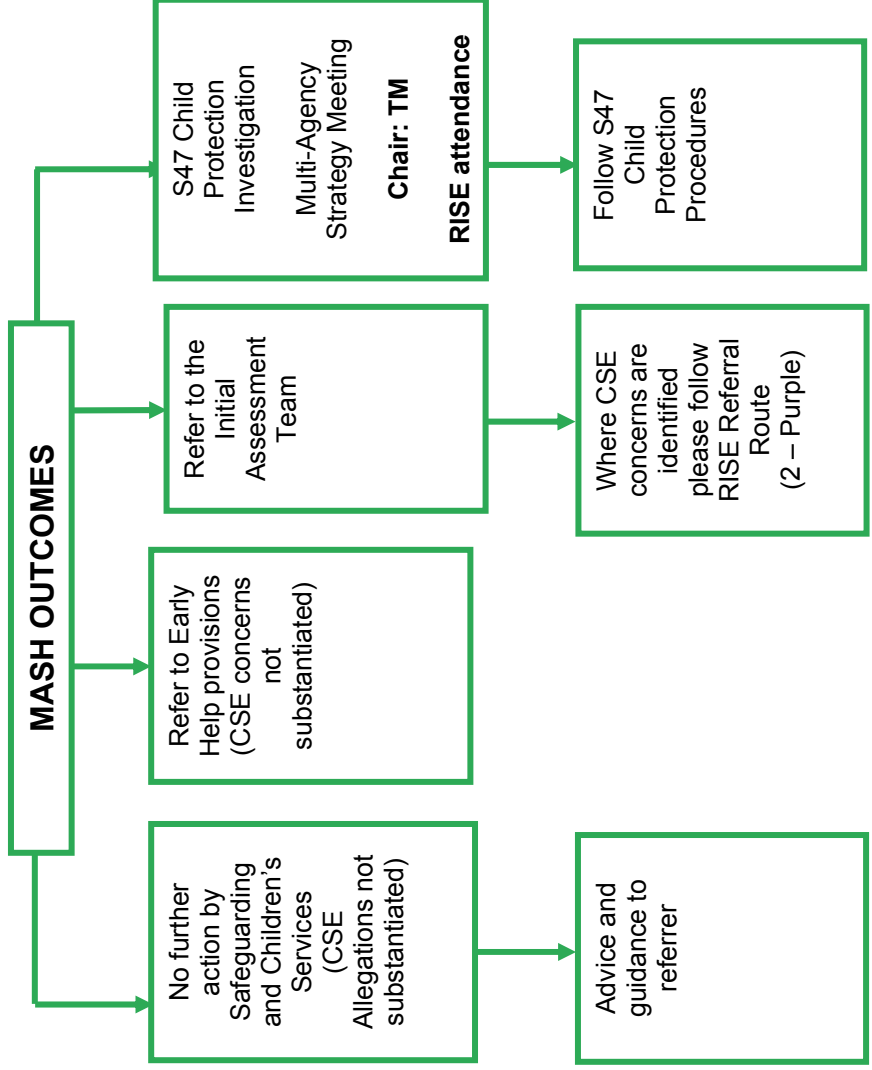 MASH OUTCOMES
No further
action by
Safeguarding
and Children’s
Services
(CSE
Allegations not
substantiated)
Advice and
guidance to
referrer
Refer to Early
Help provisions
(CSE concerns
not
substantiated)
Refer to the
Initial
Assessment
Team
Where CSE
concerns are
identified
please follow
RISE Referral
Route
(2 – Purple)
S47 Child
Protection
Investigation
Multi-Agency
Strategy Meeting
Chair: TM
RISE attendance
Follow S47
Child
Protection
Procedures